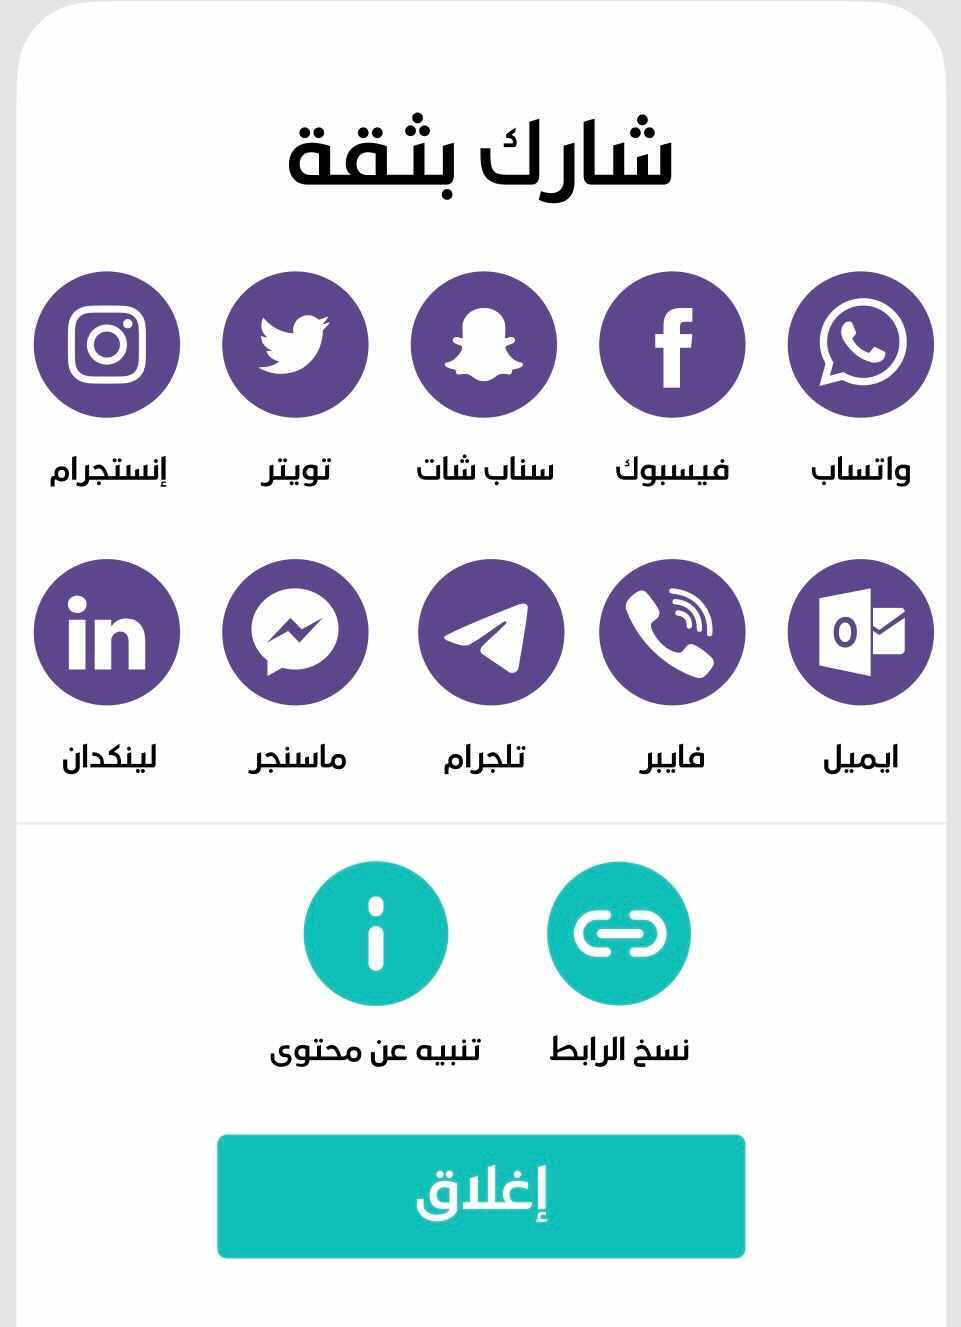 شارك بثقة
واتساب فيسبوك سناب شات تويتر إنستجرام
ايميل فايبر تلجرام ماسنجر لينكدان
نسخ الرابط تنبيه عن محتوى
إغلاق